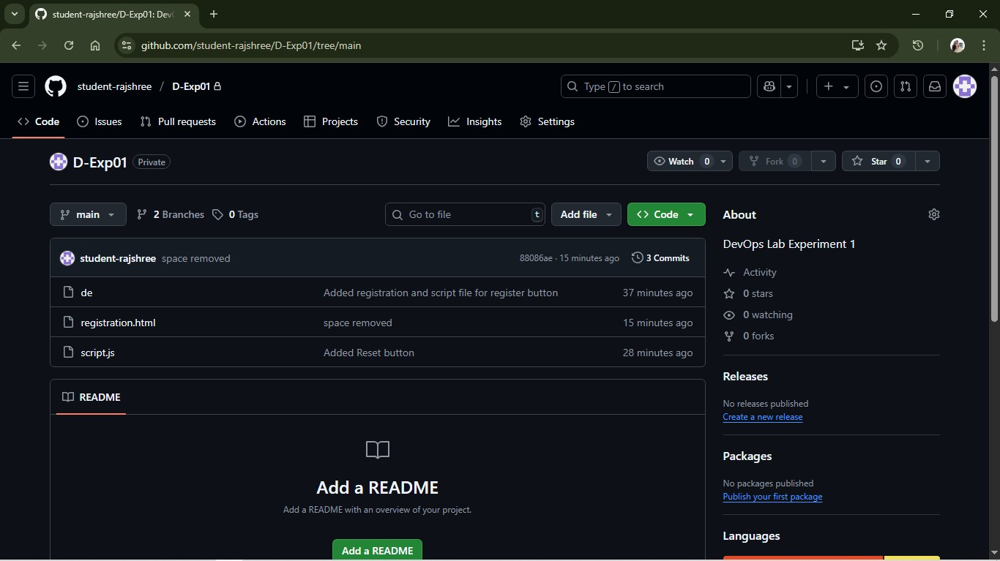 student-rajshree/D-Exp01: Dev
github.com/student-rajshree/D-Exp01/tree/main
student-rajshree / D-Exp01 Type / to search
Code Issues Pull requests Actions Projects Security Insights Settings
D-Exp01 Private Watch 0 Fork 0 Star 0
main 2 Branches 0 Tags Go to file t Add file Code
student-rajshree space removed 88086ae · 15 minutes ago 3 Commits
de Added registration and script file for register button 37 minutes ago
registration.html space removed 15 minutes ago
script.js Added Reset button 28 minutes ago
README
Add a README
Add a README with an overview of your project.
Add a README
About
DevOps Lab Experiment 1
Activity
0 stars
0 watching
0 forks
Releases
No releases published
Create a new release
Packages
No packages published
Publish your first package
Languages